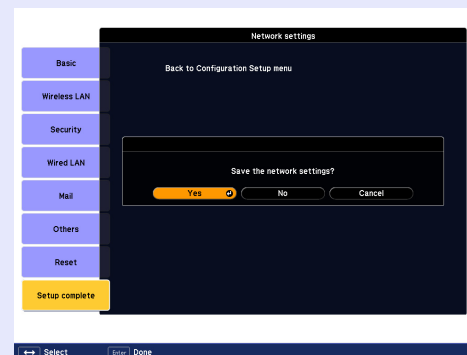 Network settings
Basic
Back to Configuration Setup menu
Wireless LAN
Security
Wired LAN
Save the network settings?
Yes No Cancel
Mail
Others
Reset
Setup complete
Select Enter Done